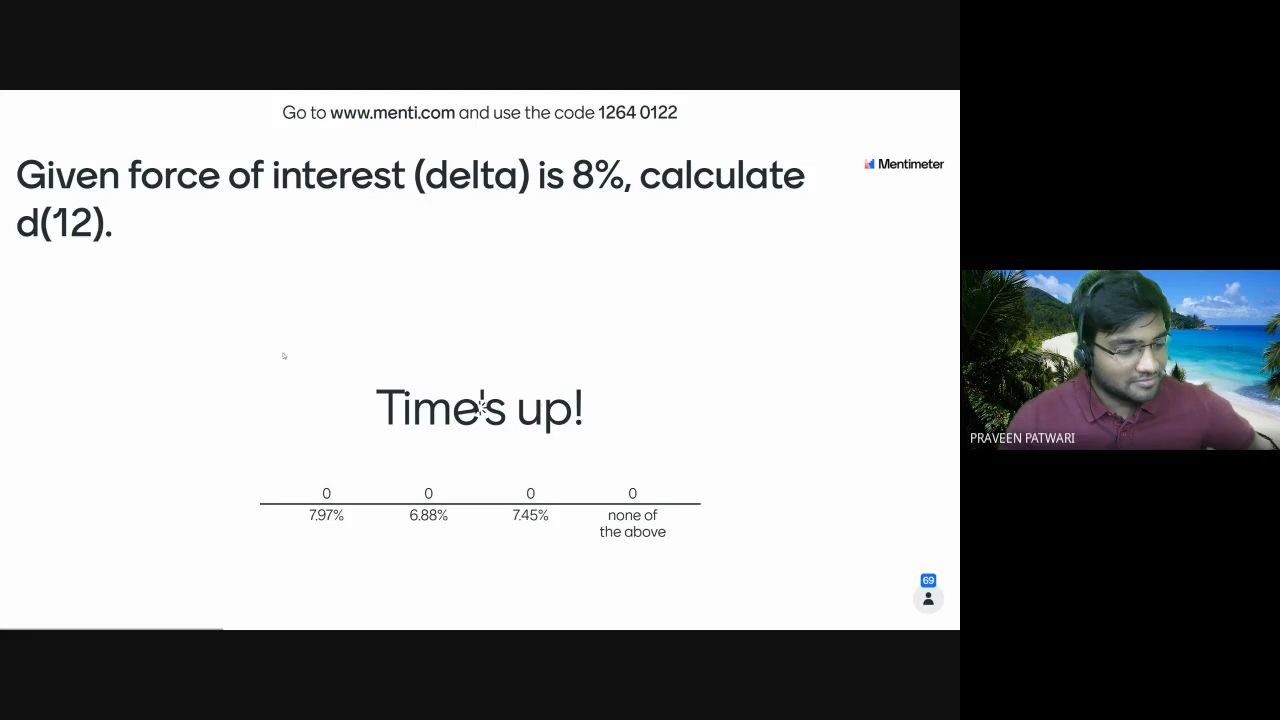 Go to www.menti.com and use the code 1264 0122
Mentimeter
Given force of interest (delta) is 8%, calculate
d(12).
Time's up!
0 0 0 0
7.97% 6.88% 7.45% none of
the above
69
PRAVEEN PATWARI